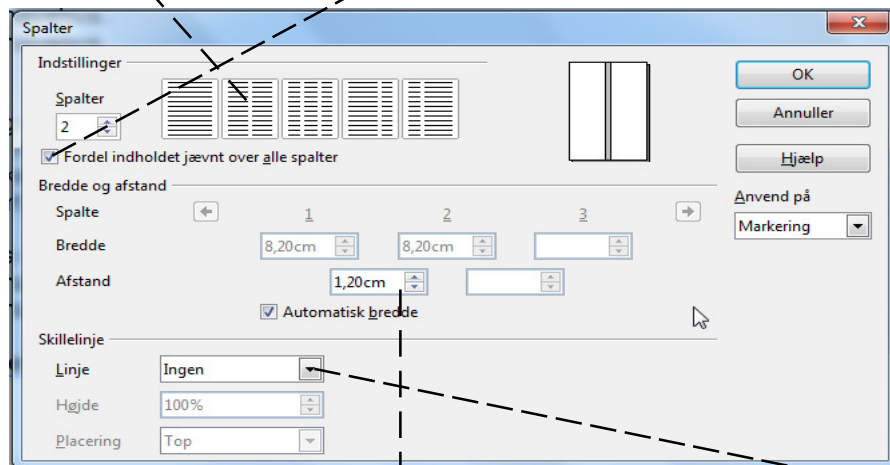 Spalter
Indstillinger
Spalter
2
Fordel indholdet jævnt over alle spalter
OK
Annuller
Hjælp
Anvend på
Markering
Bredde og afstand
Spalte 1 2 3
Bredde 8,20cm 8,20cm
Afstand 1,20cm
Automatisk bredde
Skillelinje
Linje Ingen
Højde 100%
Placering Top